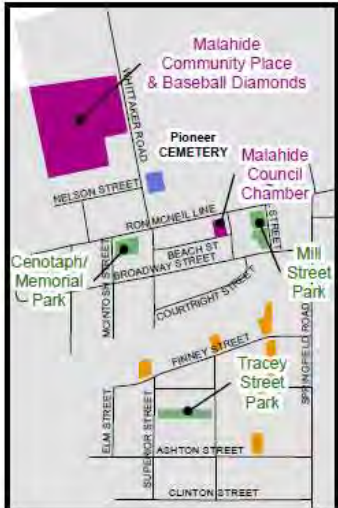 Malahide
Community Place
& Baseball Diamonds
WHITTAKER ROAD
Pioneer
CEMETERY
NELSON STREET
Malahide
Council
Chamber
RON MCNEIL LINE
STREET
BEACH ST
BROADWAY STREET
Cenotaph/
Memorial
Park
MCINTOSH STREET
COURTRIGHT STREET
Mill
Street
Park
SPRINGFIELD ROAD
FINNEY STREET
Tracey
Street
Park
ELM STREET
SUPERIOR STREET
ASHTON STREET
CLINTON STREET